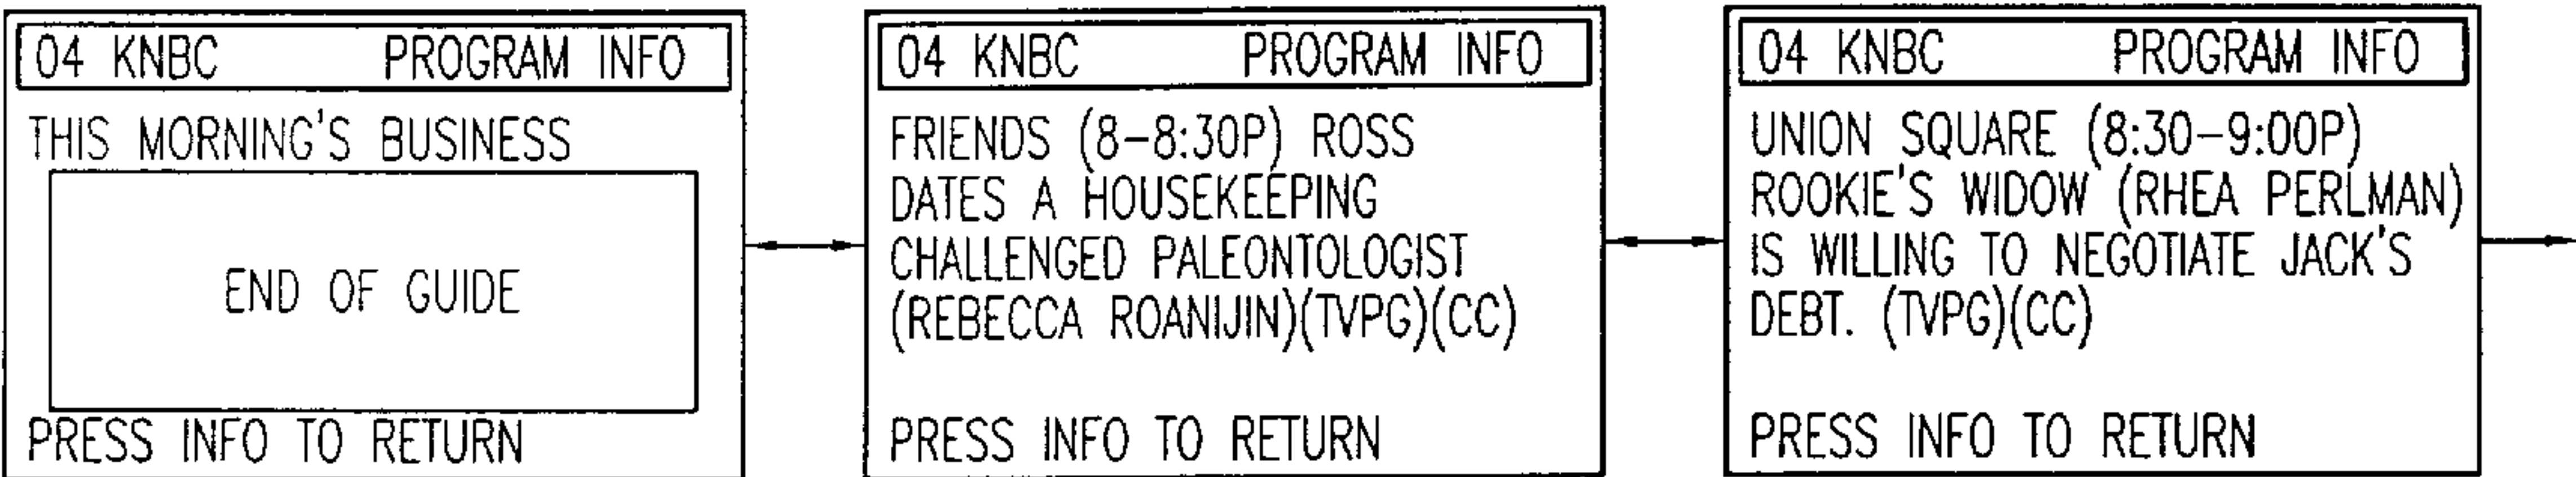 04 KNBC PROGRAM INFO
THIS MORNING'S BUSINESS
END OF GUIDE
PRESS INFO TO RETURN
04 KNBC PROGRAM INFO
FRIENDS (8-8:30P) ROSS
DATES A HOUSEKEEPING
CHALLENGED PALEONTOLOGIST
(REBECCA ROANIJIN)(TVPG)(CC)
PRESS INFO TO RETURN
04 KNBC PROGRAM INFO
UNION SQUARE (8:30-9:00P)
ROOKIE'S WIDOW (RHEA PERLMAN)
IS WILLING TO NEGOTIATE JACK'S
DEBT. (TVPG)(CC)
PRESS INFO TO RETURN